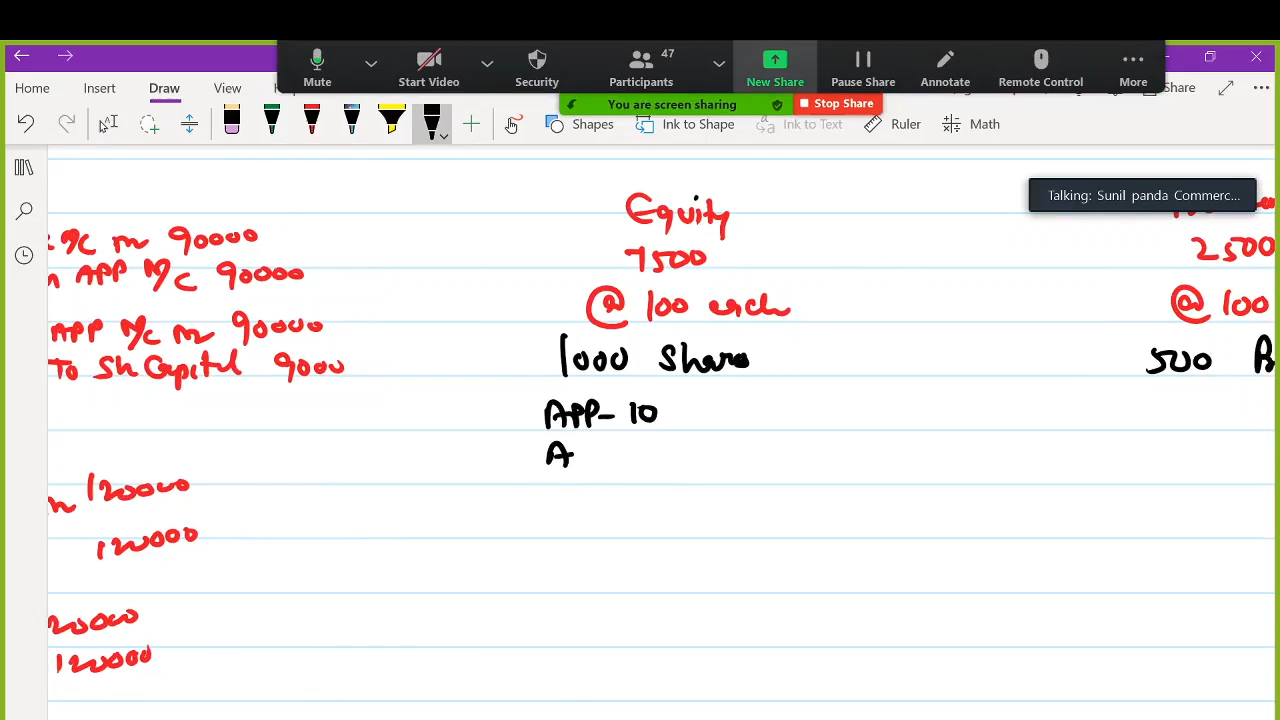 47
Mute
Start Video
Security
Participants
New Share
Pause Share
Annotate
Remote Control
More
You are screen sharing
Stop Share
Home
Insert
Draw
View
Share
Shapes
Ink to Shape
Ink to Text
Ruler
Math
Talking: Sunil panda Commerc...
A/c Dr 90000
APP A/c 90000
APP A/c Dr 90000
To Sh Capital 9000
120000
120000
20000
120000
Equity
7500
@ 100 each
1000 Share
APP- 10
A
2500
@ 100
500